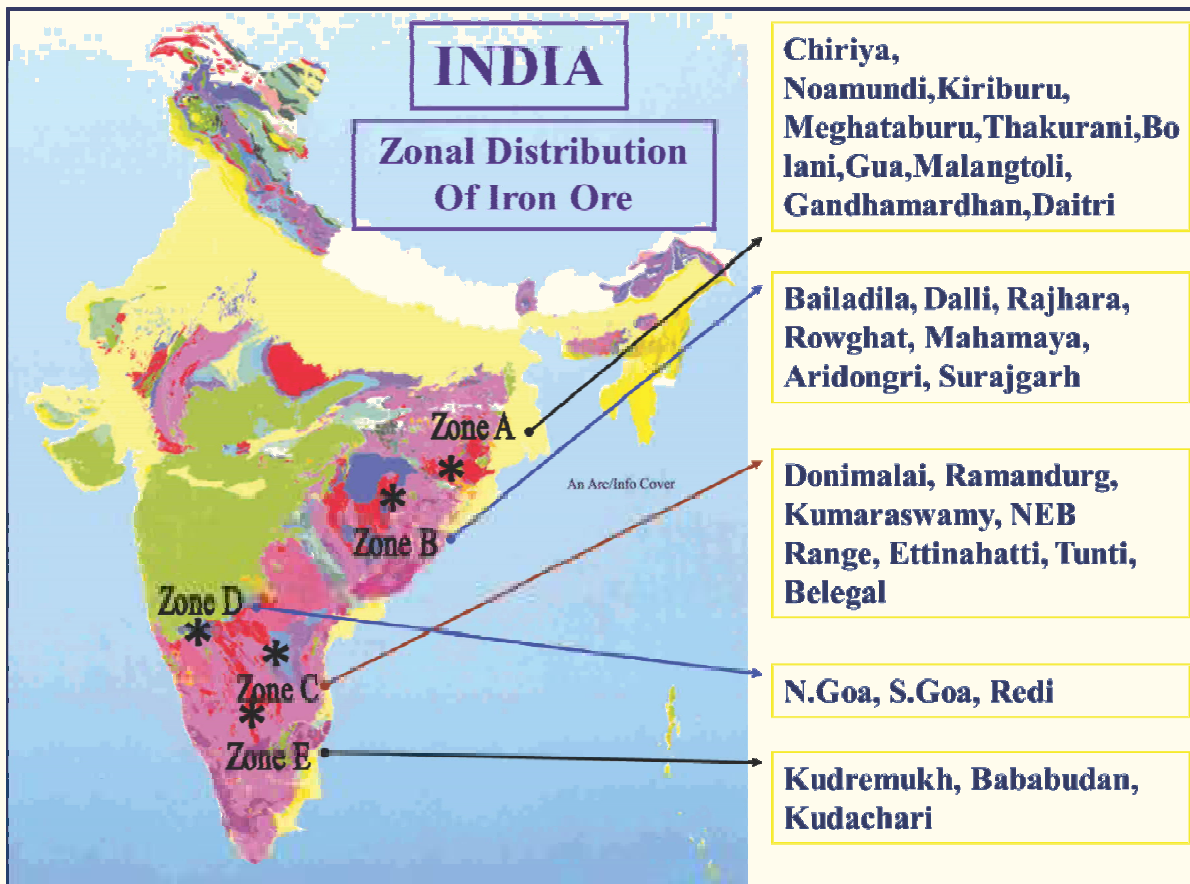 INDIA
Zonal Distribution
Of Iron Ore
Chiriya,
Noamundi,Kiriburu,
Meghataburu,Thakurani,Bo
lani,Gua,Malangtoli,
Gandhamardhan,Daitri
Bailadila, Dalli, Rajhara,
Rowghat, Mahamaya,
Aridongri, Surajgarh
Zone A
An Arc/Info Cover
Zone B
Donimalai, Ramandurg,
Kumaraswamy, NEB
Range, Ettinahatti, Tunti,
Belegal
Zone D
Zone C
N.Goa, S.Goa, Redi
Zone E
Kudremukh, Bababudan,
Kudachari